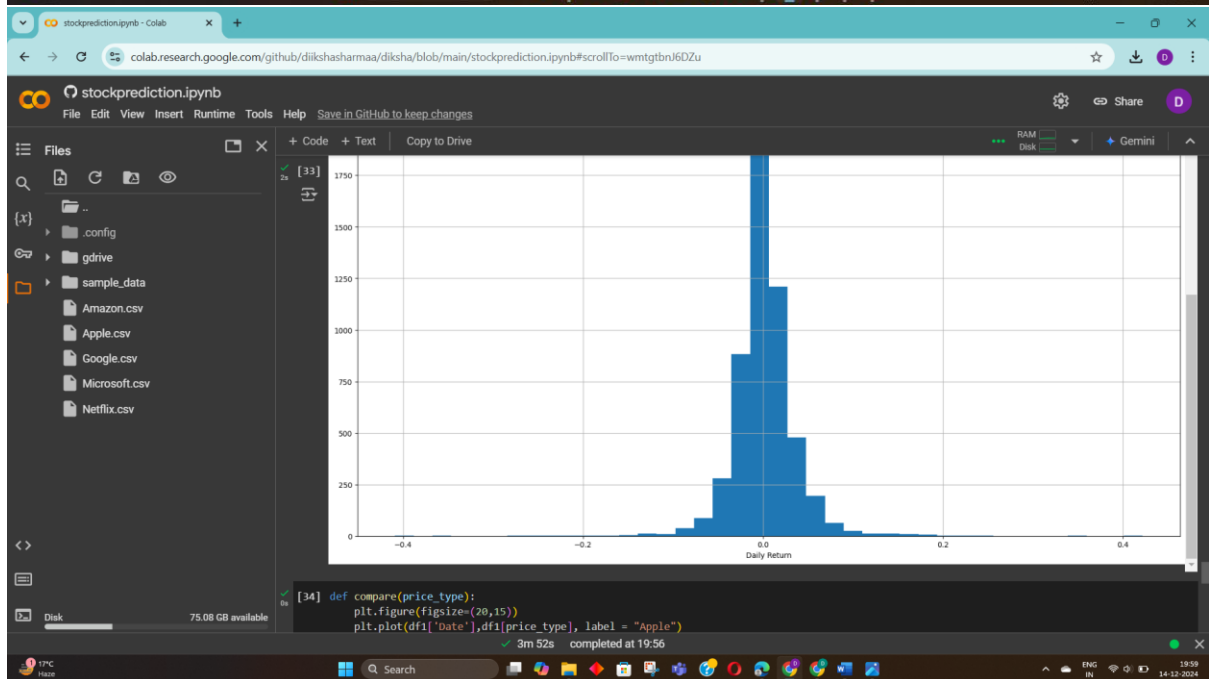 stockprediction.ipynb - Colab
colab.research.google.com/github/diikshasharmaa/diksha/blob/main/stockprediction.ipynb#scrollTo=wmtgtbnJ6DZu
D
stockprediction.ipynb
Share
D
File Edit View Insert Runtime Tools Help Save in GitHub to keep changes
Files
+ Code + Text Copy to Drive
RAM
Disk
Gemini
..
.config
gdrive
sample_data
Amazon.csv
Apple.csv
Google.csv
Microsoft.csv
Netflix.csv
{x}
<>
Disk 75.08 GB available
[33]
2s
1750
1500
1250
1000
750
500
250
0
−0.4 −0.2 0.0 0.2 0.4
Daily Return
[34] def compare(price_type):
0s
plt.figure(figsize=(20,15))
plt.plot(df1['Date'],df1[price_type], label = "Apple")
3m 52s completed at 19:56
17°C
Haze
Search
ENG
IN
19:59
14-12-2024